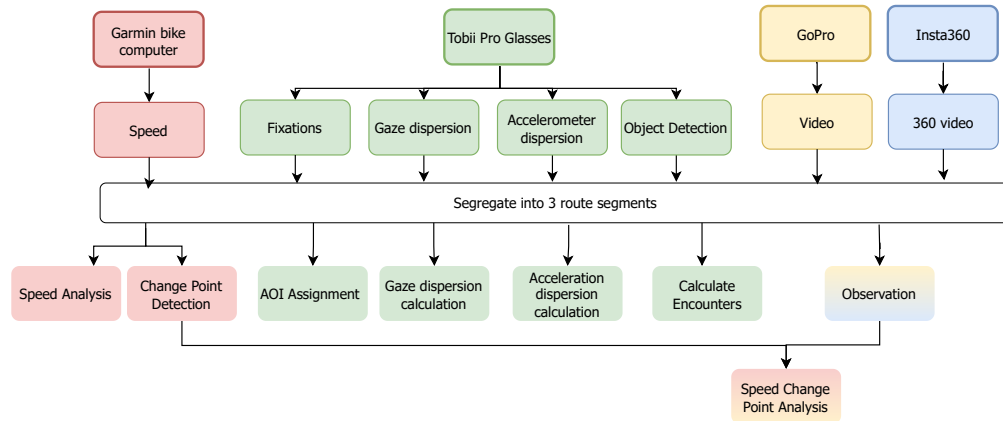 Garmin bike
computer
Tobii Pro Glasses
GoPro
Insta360
Speed
Fixations
Gaze dispersion
Accelerometer
dispersion
Object Detection
Video
360 video
Segregate into 3 route segments
Speed Analysis
Change Point
Detection
AOI Assignment
Gaze dispersion
calculation
Acceleration
dispersion
calculation
Calculate
Encounters
Observation
Speed Change
Point Analysis